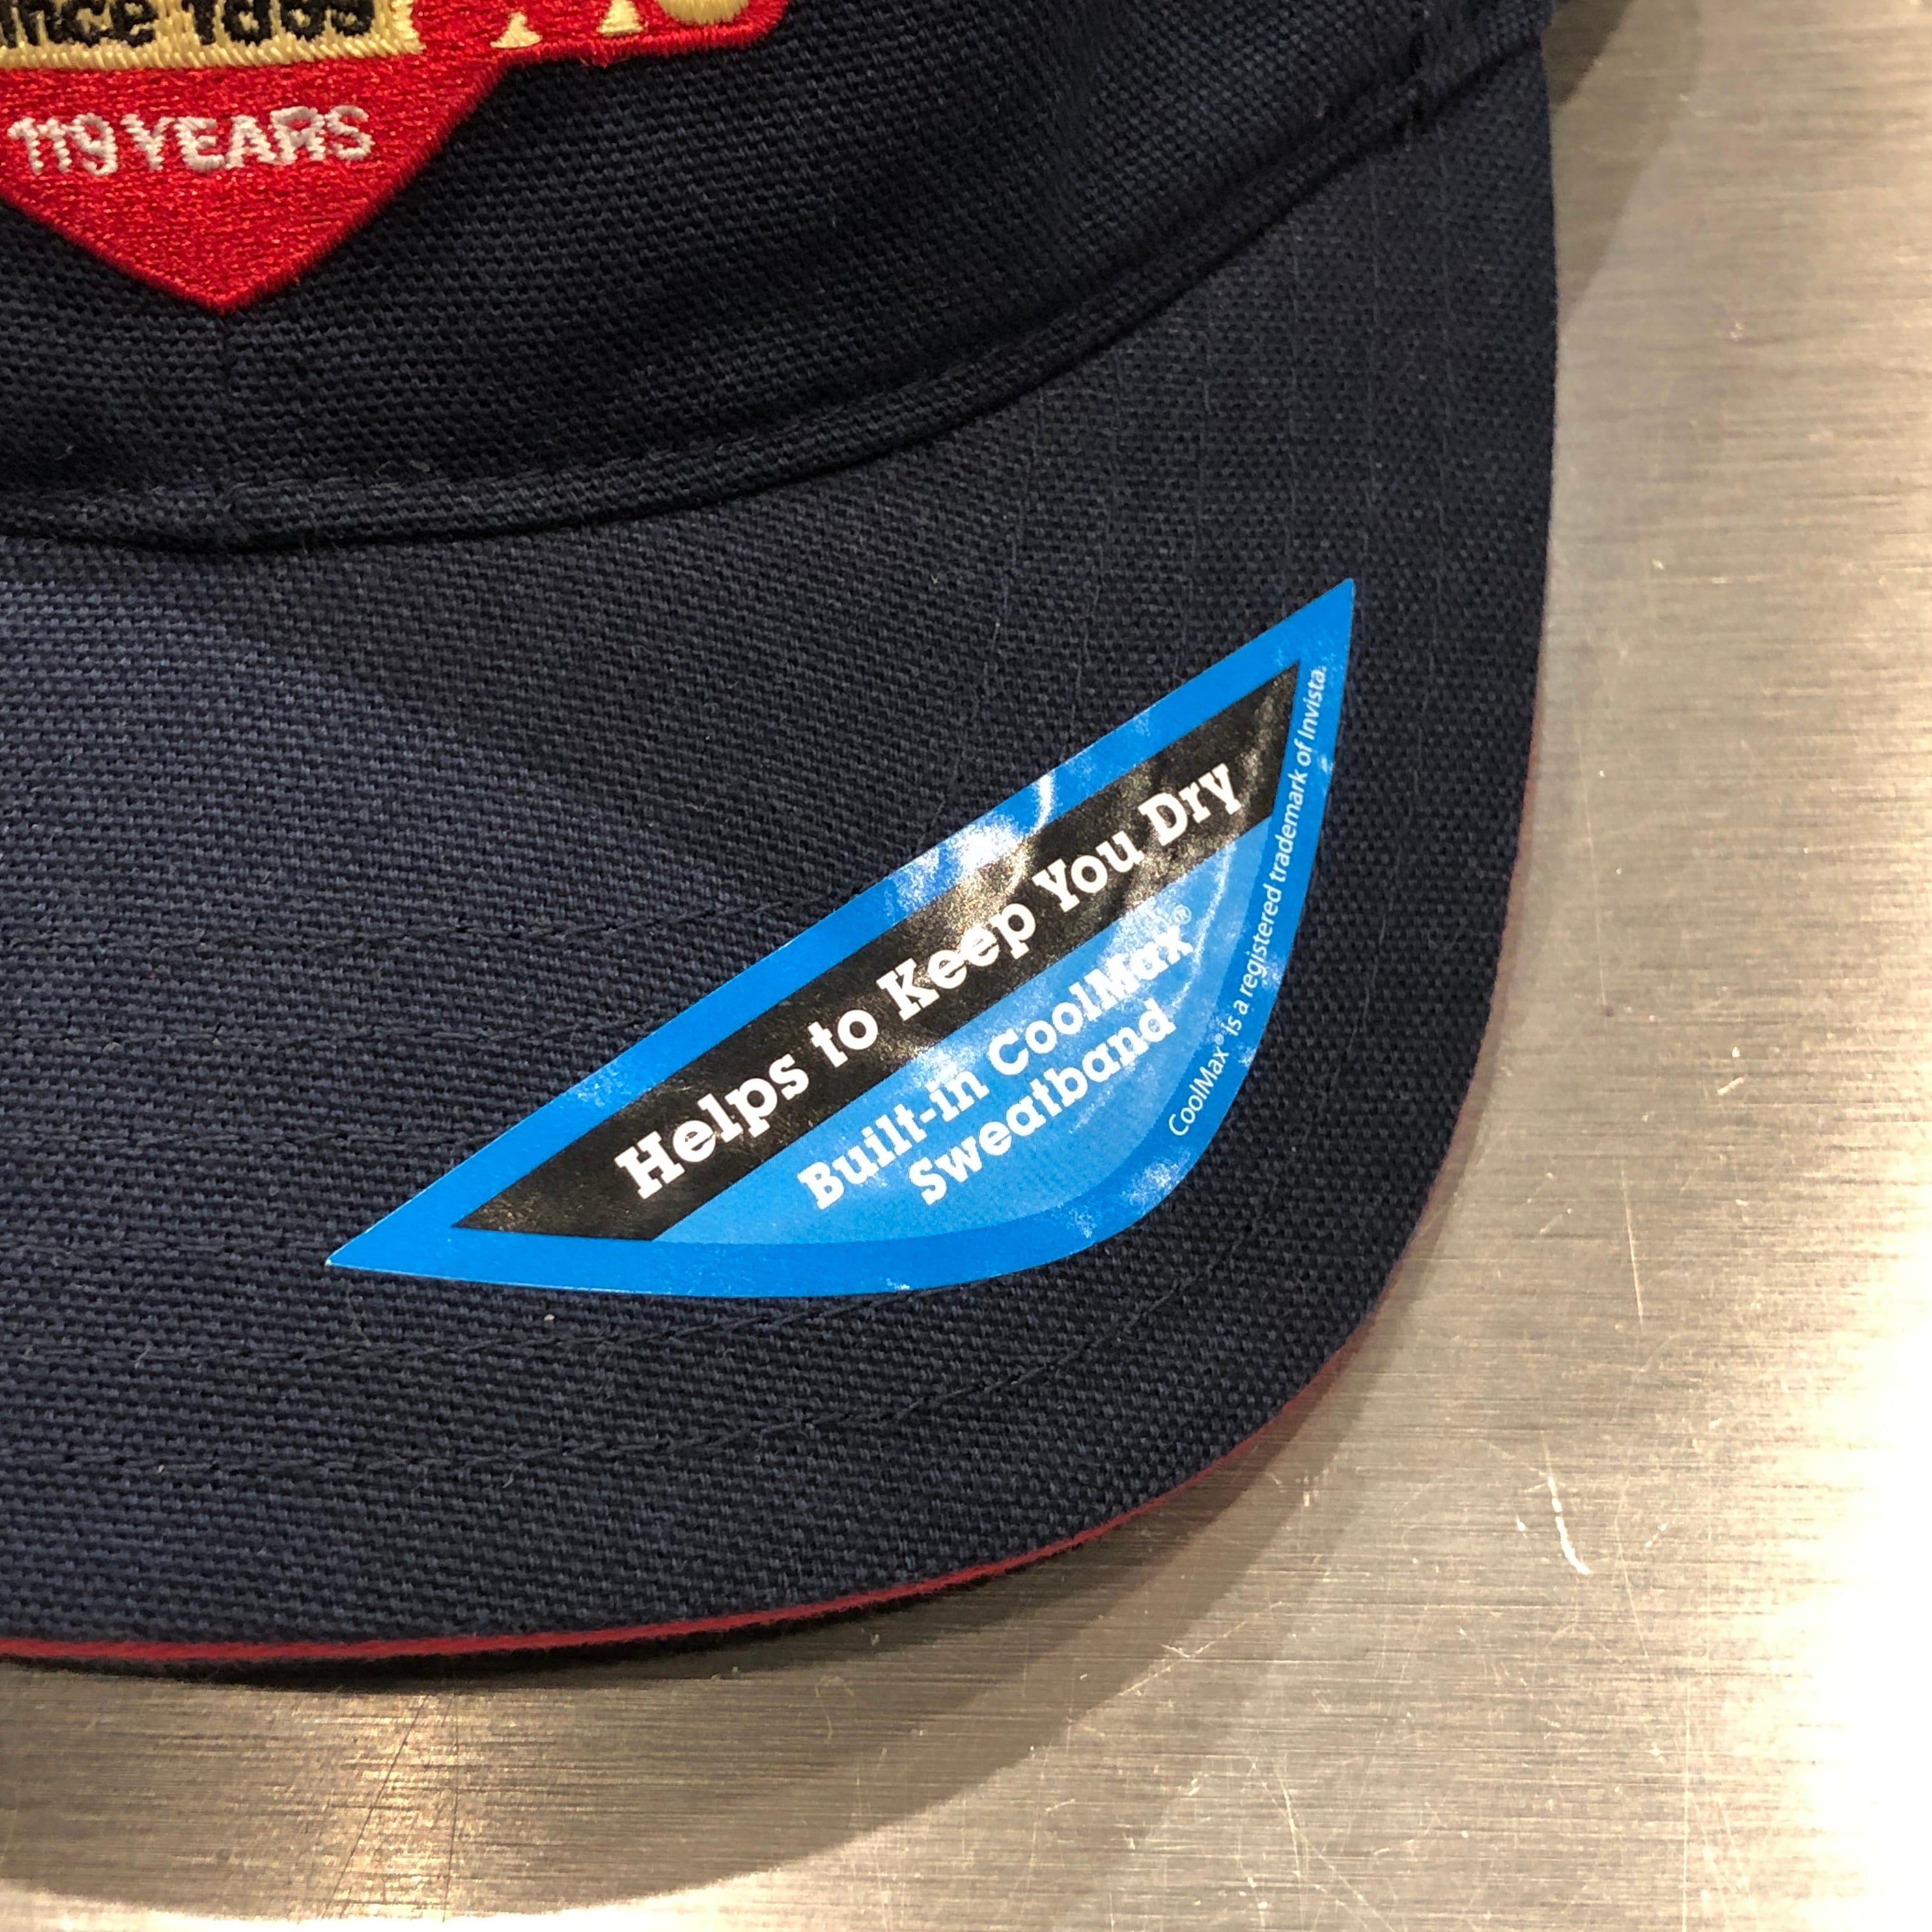 119 YEARS
Helps to Keep You Dry
Built-in CoolMax®
Sweatband
CoolMax® is a registered trademark of Invista.